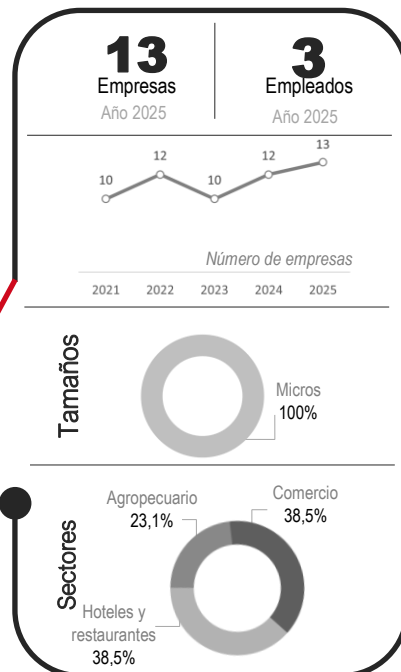 13
Empresas
Año 2025
3
Empleados
Año 2025
10 12 10 12 13
Número de empresas
2021 2022 2023 2024 2025
Tamaños
Micros
100%
Sectores
Agropecuario
23,1%
Comercio
38,5%
Hoteles y
restaurantes
38,5%